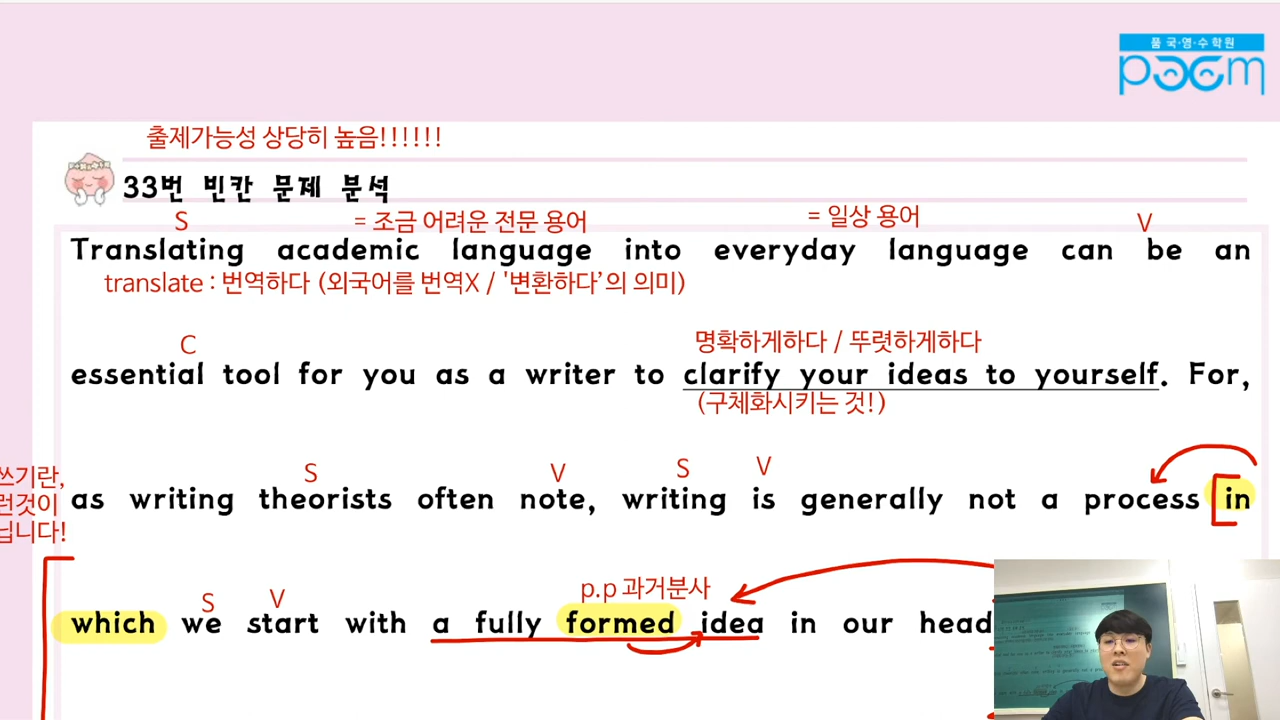 품 국·영·수학원
poem
출제가능성 상당히 높음!!!!!!
33번 빈칸 문제 분석
S = 조금 어려운 전문 용어 = 일상 용어 V
Translating academic language into everyday language can be an
translate : 번역하다 (외국어를 번역X / '변환하다'의 의미)
C 명확하게하다 / 뚜렷하게하다
essential tool for you as a writer to clarify your ideas to yourself. For,
(구체화시키는 것!)
쓰기란,
런것이
닙니다!
S V S V
as writing theorists often note, writing is generally not a process [in
S V p.p 과거분사
which we start with a fully formed idea in our head